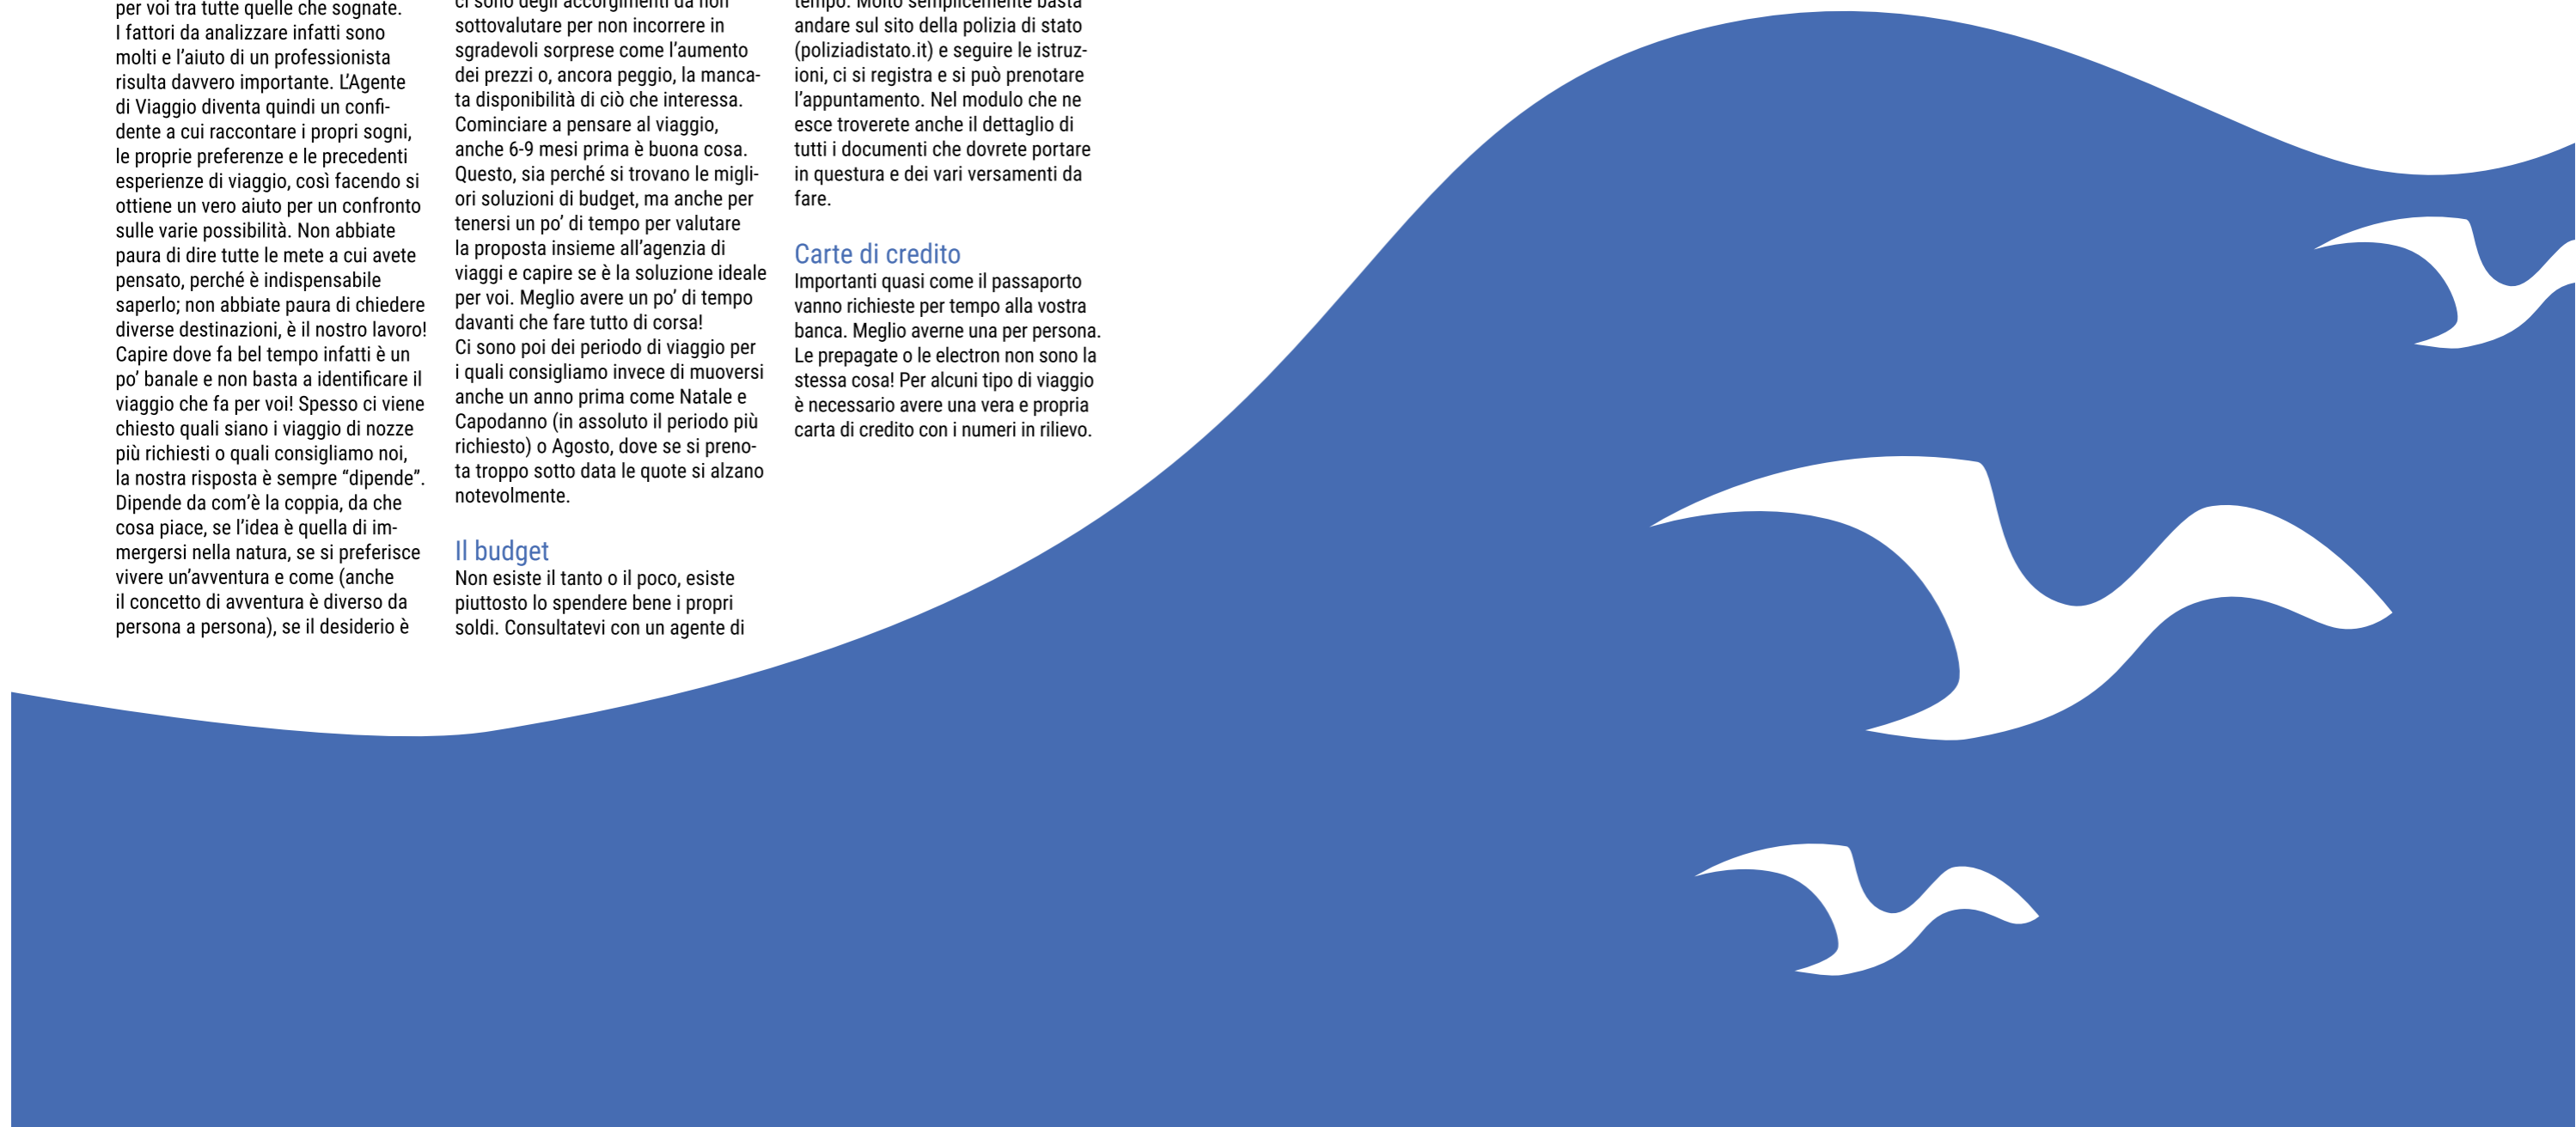 per voi tra tutte quelle che sognate.
I fattori da analizzare infatti sono
molti e l’aiuto di un professionista
risulta davvero importante. L’Agente
di Viaggio diventa quindi un confi-
dente a cui raccontare i propri sogni,
le proprie preferenze e le precedenti
esperienze di viaggio, così facendo si
ottiene un vero aiuto per un confronto
sulle varie possibilità. Non abbiate
paura di dire tutte le mete a cui avete
pensato, perché è indispensabile
saperlo; non abbiate paura di chiedere
diverse destinazioni, è il nostro lavoro!
Capire dove fa bel tempo infatti è un
po’ banale e non basta a identificare il
viaggio che fa per voi! Spesso ci viene
chiesto quali siano i viaggio di nozze
più richiesti o quali consigliamo noi,
la nostra risposta è sempre “dipende”.
Dipende da com’è la coppia, da che
cosa piace, se l’idea è quella di im-
mergersi nella natura, se si preferisce
vivere un’avventura e come (anche
il concetto di avventura è diverso da
persona a persona), se il desiderio è
ci sono degli accorgimenti da non
sottovalutare per non incorrere in
sgradevoli sorprese come l’aumento
dei prezzi o, ancora peggio, la manca-
ta disponibilità di ciò che interessa.
Cominciare a pensare al viaggio,
anche 6-9 mesi prima è buona cosa.
Questo, sia perché si trovano le migli-
ori soluzioni di budget, ma anche per
tenersi un po’ di tempo per valutare
la proposta insieme all’agenzia di
viaggi e capire se è la soluzione ideale
per voi. Meglio avere un po’ di tempo
davanti che fare tutto di corsa!
Ci sono poi dei periodo di viaggio per
i quali consigliamo invece di muoversi
anche un anno prima come Natale e
Capodanno (in assoluto il periodo più
richiesto) o Agosto, dove se si preno-
ta troppo sotto data le quote si alzano
notevolmente.
Il budget
Non esiste il tanto o il poco, esiste
piuttosto lo spendere bene i propri
soldi. Consultatevi con un agente di
tempo. Molto semplicemente basta
andare sul sito della polizia di stato
(poliziadistato.it) e seguire le istruz-
ioni, ci si registra e si può prenotare
l’appuntamento. Nel modulo che ne
esce troverete anche il dettaglio di
tutti i documenti che dovrete portare
in questura e dei vari versamenti da
fare.
Carte di credito
Importanti quasi come il passaporto
vanno richieste per tempo alla vostra
banca. Meglio averne una per persona.
Le prepagate o le electron non sono la
stessa cosa! Per alcuni tipo di viaggio
è necessario avere una vera e propria
carta di credito con i numeri in rilievo.